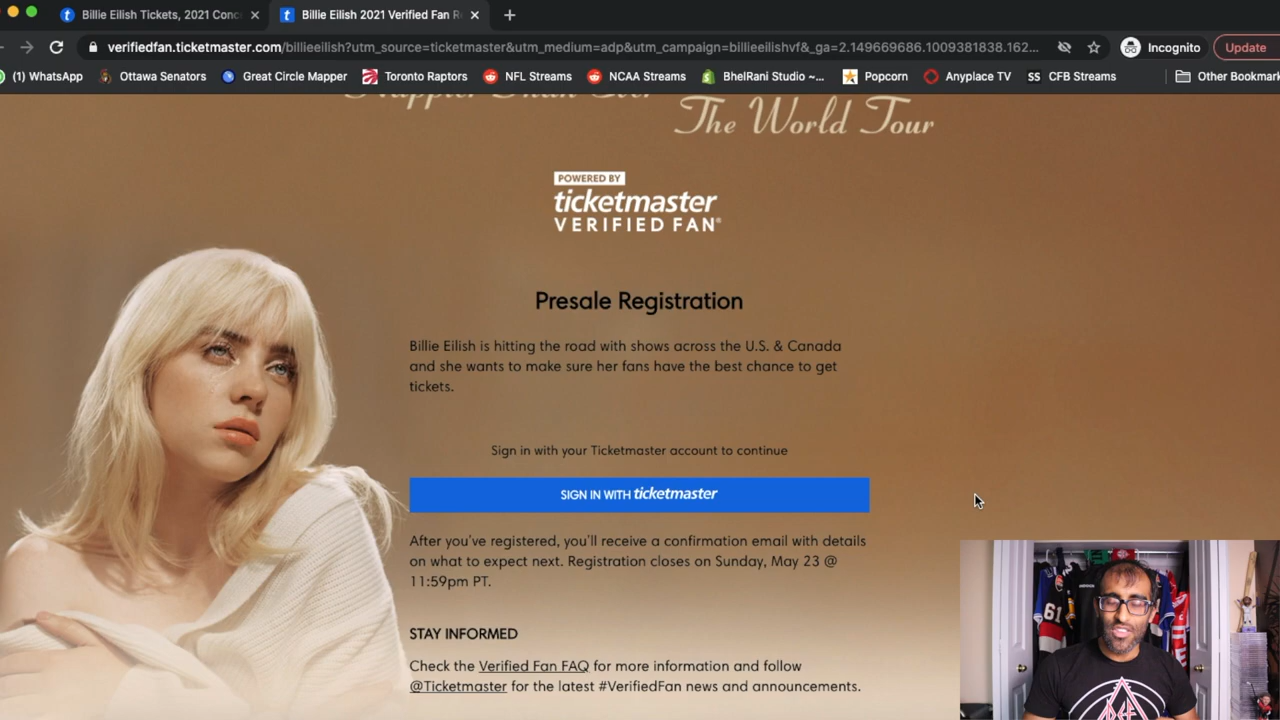 Billie Eilish Tickets, 2021 Conc
Billie Eilish 2021 Verified Fan R
verifiedfan.ticketmaster.com/billieeilish?utm_source=ticketmaster&utm_medium=adp&utm_campaign=billieeilishvf&_ga=2.149669686.1009381838.162...
Incognito
Update
(1) WhatsApp
Ottawa Senators
Great Circle Mapper
Toronto Raptors
NFL Streams
NCAA Streams
BhelRani Studio ~...
Popcorn
Anyplace TV
SS CFB Streams
Other Bookmark
Happier Than Ever
The World Tour
POWERED BY
ticketmaster
VERIFIED FAN®
Presale Registration
Billie Eilish is hitting the road with shows across the U.S. & Canada
and she wants to make sure her fans have the best chance to get
tickets.
Sign in with your Ticketmaster account to continue
SIGN IN WITH ticketmaster
After you've registered, you'll receive a confirmation email with details
on what to expect next. Registration closes on Sunday, May 23 @
11:59pm PT.
STAY INFORMED
Check the Verified Fan FAQ for more information and follow
@Ticketmaster for the latest #VerifiedFan news and announcements.
61